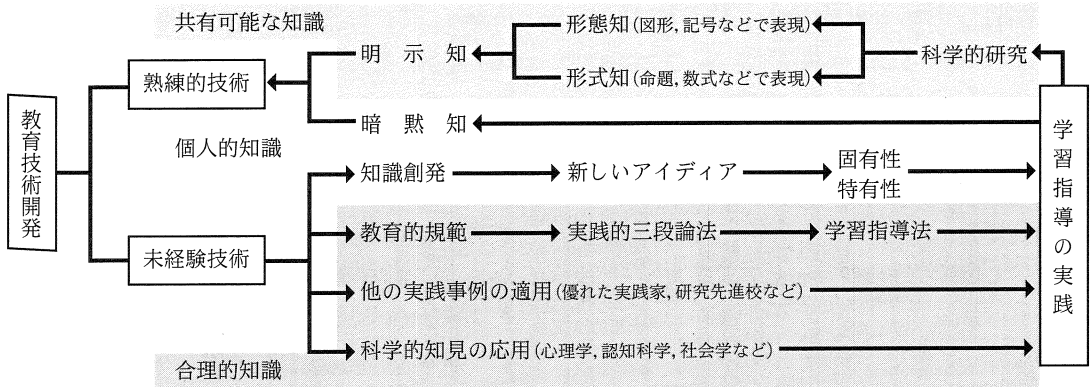 共有可能な知識
形態知(図形,記号などで表現)
明示知
科学的研究
熟練的技術
形式知(命題,数式などで表現)
教育技術開発
暗黙知
学習指導の実践
個人的知識
知識創発
新しいアイディア
固有性
特有性
教育的規範
実践的三段論法
学習指導法
未経験技術
他の実践事例の適用(優れた実践家,研究先進校など)
科学的知見の応用(心理学,認知科学,社会学など)
合理的知識